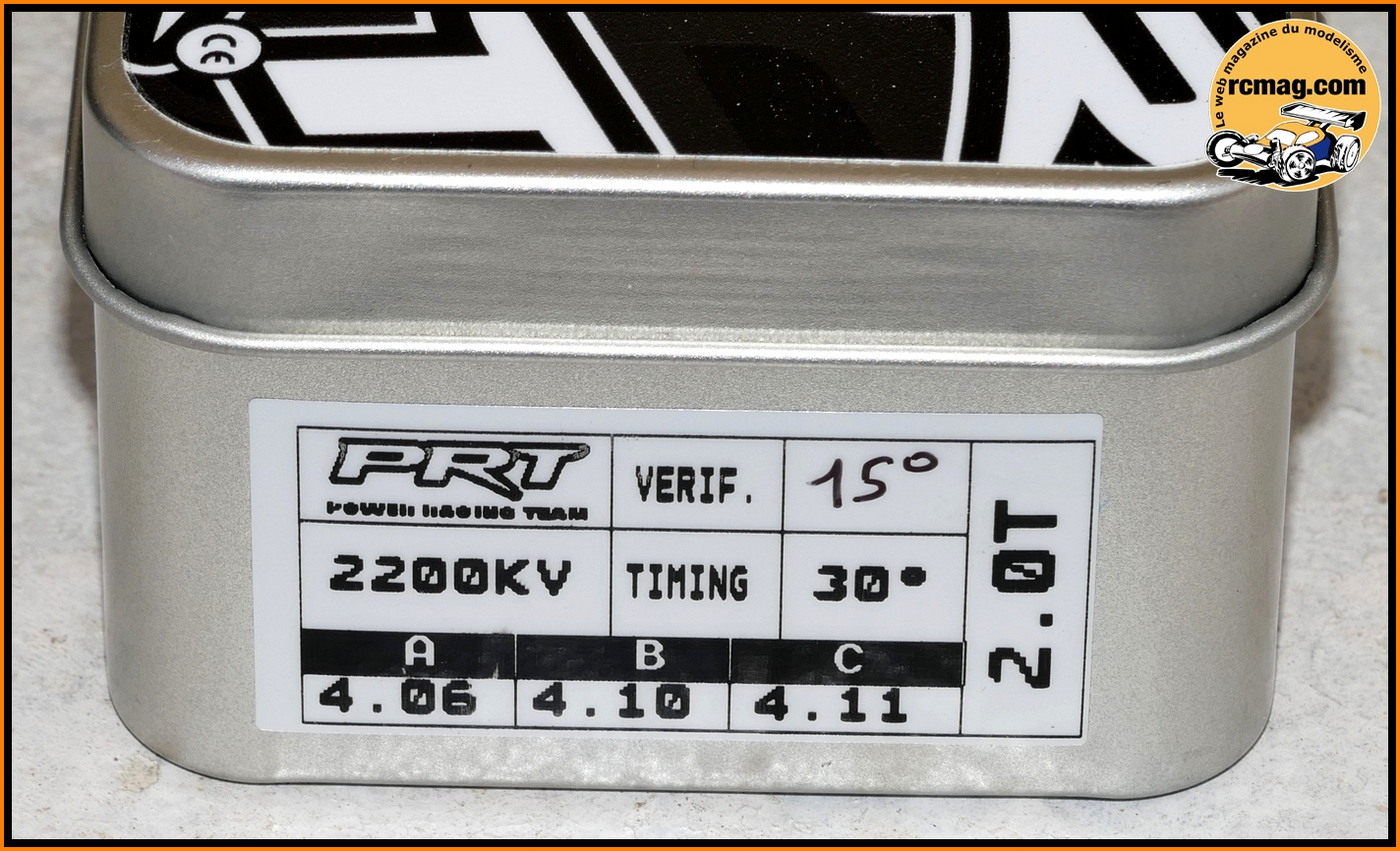 CE
Le web magazine du modelisme
rcmag.com
PRT
POWER RACING TEAM
VERIF.
15°
2200KV
TIMING
30°
2.0T
A
B
C
4.06
4.10
4.11